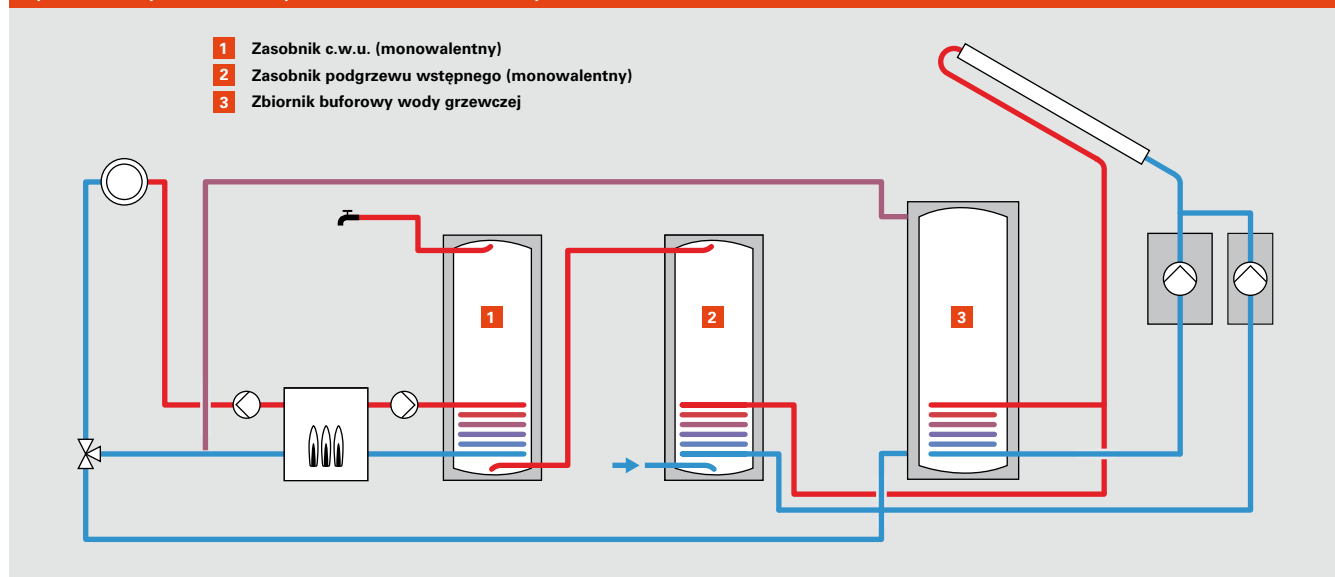 1 Zasobnik c.w.u. (monowalentny)
2 Zasobnik podgrzewu wstępnego (monowalentny)
3 Zbiornik buforowy wody grzewczej
1
2
3